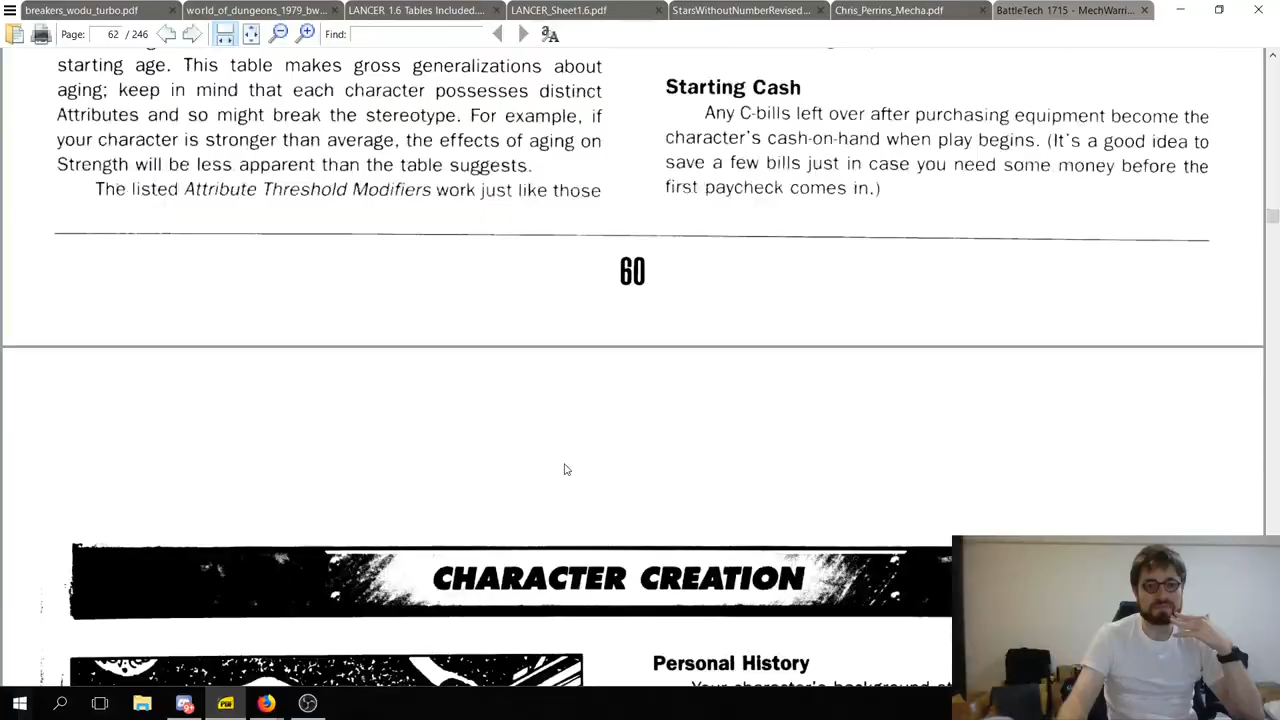 breakers_wodu_turbo.pdf
world_of_dungeons_1979_bw...
LANCER 1.6 Tables Included....
LANCER_Sheet1.6.pdf
StarsWithoutNumberRevised...
Chris_Perrins_Mecha.pdf
BattleTech 1715 - MechWarri...
Page: 62 / 246
Find:
starting age. This table makes gross generalizations about
aging; keep in mind that each character possesses distinct
Attributes and so might break the stereotype. For example, if
your character is stronger than average, the effects of aging on
Strength will be less apparent than the table suggests.
The listed Attribute Threshold Modifiers work just like those
Starting Cash
Any C-bills left over after purchasing equipment become the
character's cash-on-hand when play begins. (It's a good idea to
save a few bills just in case you need some money before the
first paycheck comes in.)
60
CHARACTER CREATION
Personal History
Your character's background